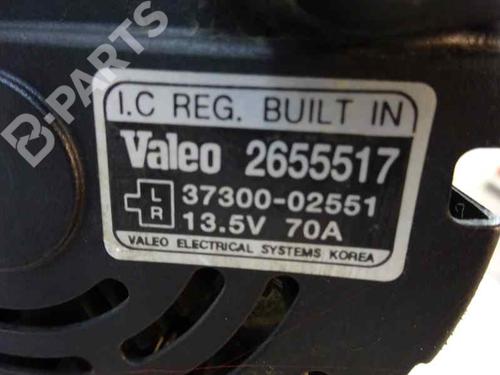 B-PARTS
I.C REG. BUILT IN
Valeo 2655517
L 37300-02551
R 13.5V 70A
VALEO ELECTRICAL SYSTEMS KOREA